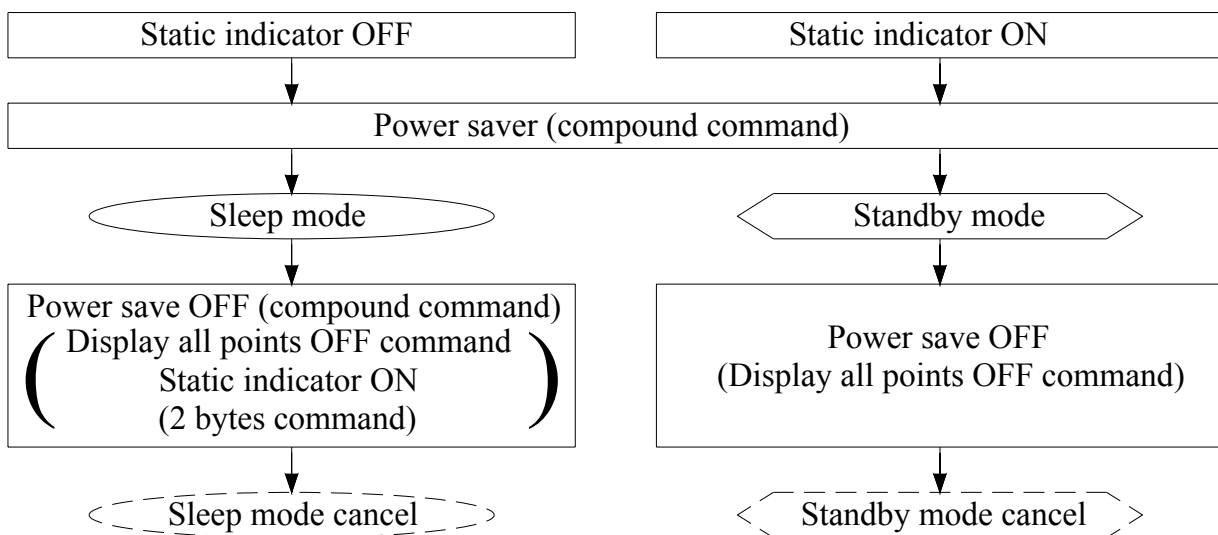 Static indicator OFF
Static indicator ON
Power saver (compound command)
Sleep mode
Standby mode
Power save OFF (compound command)
( Display all points OFF command
Static indicator ON
(2 bytes command) )
Power save OFF
(Display all points OFF command)
Sleep mode cancel
Standby mode cancel